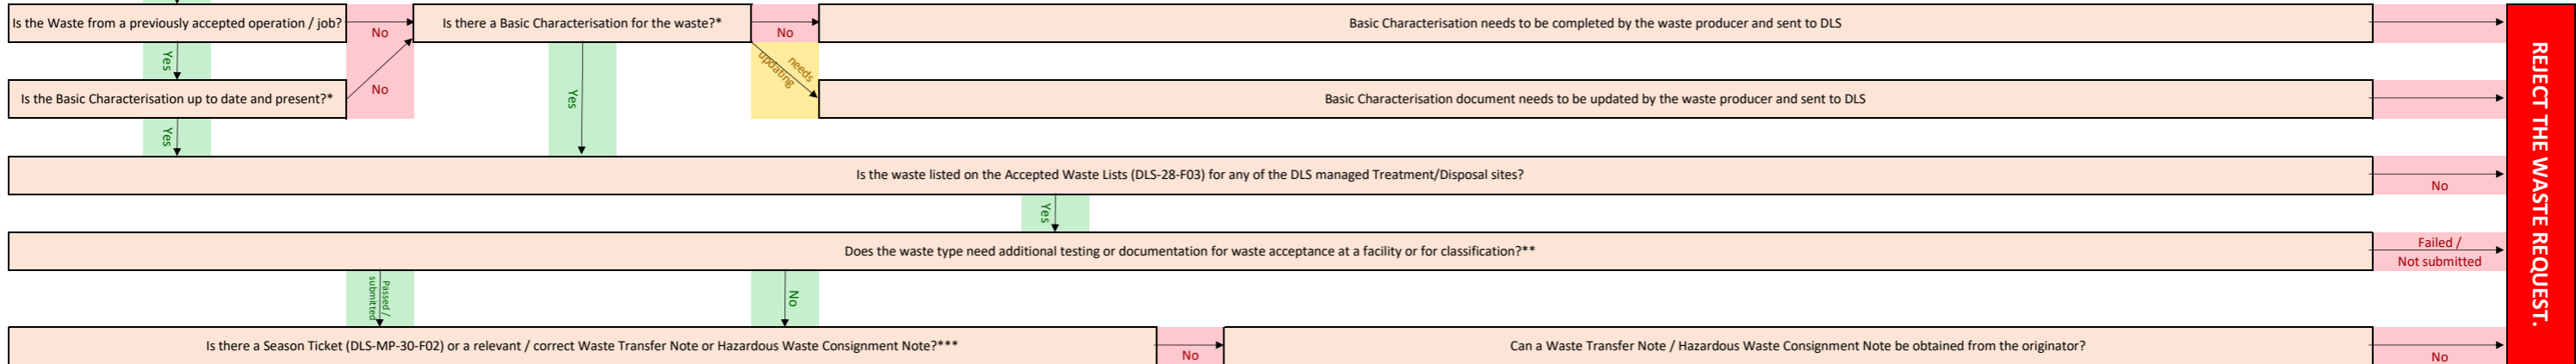 Is the Waste from a previously accepted operation / job?
No
Is there a Basic Characterisation for the waste?*
No
Basic Characterisation needs to be completed by the waste producer and sent to DLS
Yes
needs
updating
Is the Basic Characterisation up to date and present?*
No
Yes
Basic Characterisation document needs to be updated by the waste producer and sent to DLS
Yes
Is the waste listed on the Accepted Waste Lists (DLS-28-F03) for any of the DLS managed Treatment/Disposal sites?
No
Yes
Does the waste type need additional testing or documentation for waste acceptance at a facility or for classification?**
Failed /
Not submitted
Passed /
submitted
No
Is there a Season Ticket (DLS-MP-30-F02) or a relevant / correct Waste Transfer Note or Hazardous Waste Consignment Note?***
No
Can a Waste Transfer Note / Hazardous Waste Consignment Note be obtained from the originator?
No
REJECT THE WASTE REQUEST.